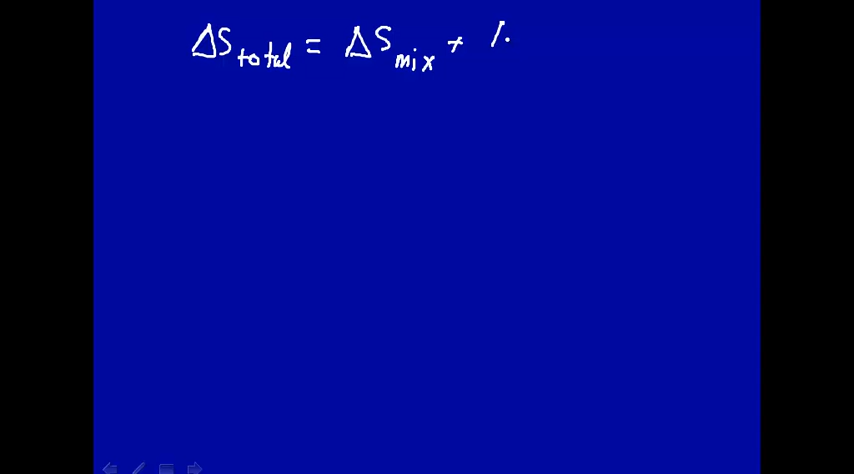 ΔS_total = ΔS_mix +